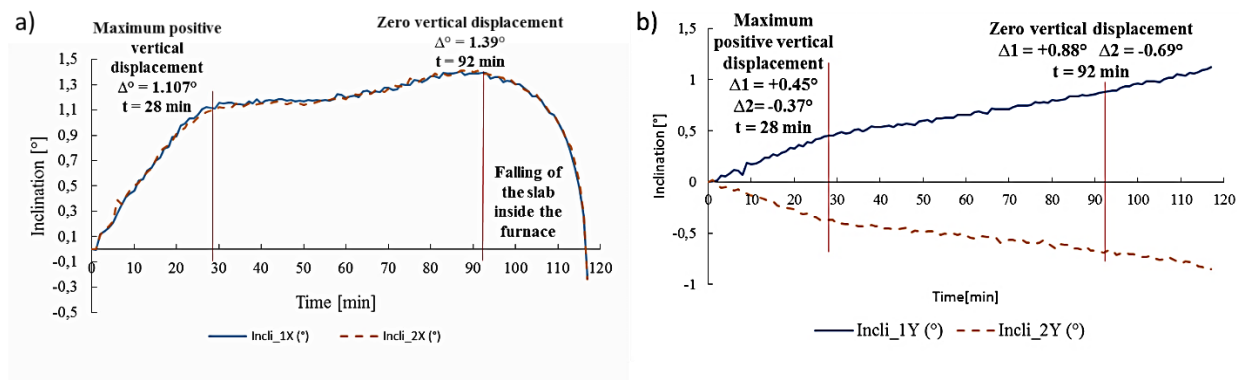 a)
Maximum positive
vertical
displacement
Δ° = 1.107°
t = 28 min
Zero vertical displacement
Δ° = 1.39°
t = 92 min
Falling of
the slab
inside the
furnace
Inclination [°]
1,5
1,3
1,1
0,9
0,7
0,5
0,3
0,1
-0,1
-0,3
-0,5
0 10 20 30 40 50 60 70 80 90 100 110 120
Time [min]
Incli_1X (°) Incli_2X (°)
b)
Maximum
positive vertical
displacement
Δ1 = +0.45°
Δ2= -0.37°
t = 28 min
Zero vertical displacement
Δ1 = +0.88° Δ2 = -0.69°
t = 92 min
Inclination [°]
1
0,5
0
-0,5
-1
0 10 20 30 40 50 60 70 80 90 100 110 120
Time[min]
Incli_1Y (°) Incli_2Y (°)